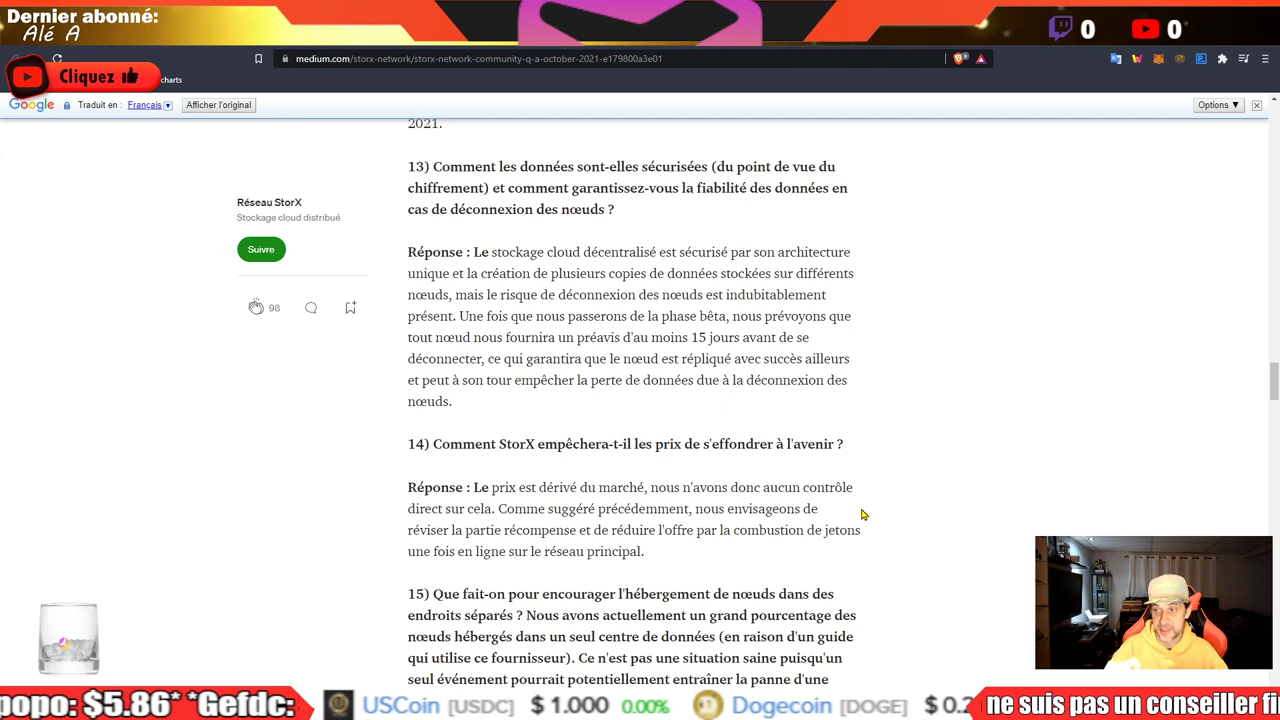 Dernier abonné:
Alé A
0
0
Cliquez
charts
medium.com/storx-network/storx-network-community-q-a-october-2021-e179800a3e01
Google
Traduit en : Français
Afficher l'original
Options ▼
2021.
13) Comment les données sont-elles sécurisées (du point de vue du
chiffrement) et comment garantissez-vous la fiabilité des données en
cas de déconnexion des nœuds ?
Réseau StorX
Stockage cloud distribué
Suivre
98
Réponse : Le stockage cloud décentralisé est sécurisé par son architecture
unique et la création de plusieurs copies de données stockées sur différents
nœuds, mais le risque de déconnexion des nœuds est indubitablement
présent. Une fois que nous passerons de la phase bêta, nous prévoyons que
tout nœud nous fournira un préavis d'au moins 15 jours avant de se
déconnecter, ce qui garantira que le nœud est répliqué avec succès ailleurs
et peut à son tour empêcher la perte de données due à la déconnexion des
nœuds.
14) Comment StorX empêchera-t-il les prix de s'effondrer à l'avenir ?
Réponse : Le prix est dérivé du marché, nous n'avons donc aucun contrôle
direct sur cela. Comme suggéré précédemment, nous envisageons de
réviser la partie récompense et de réduire l'offre par la combustion de jetons
une fois en ligne sur le réseau principal.
15) Que fait-on pour encourager l'hébergement de nœuds dans des
endroits séparés ? Nous avons actuellement un grand pourcentage des
nœuds hébergés dans un seul centre de données (en raison d'un guide
qui utilise ce fournisseur). Ce n'est pas une situation saine puisqu'un
seul événement pourrait potentiellement entraîner la panne d'une
popo: $5.86* *Gefdc:
USCoin [USDC] $ 1.000 0.00%
Dogecoin [DOGE] $ 0.2
ne suis pas un conseiller fi